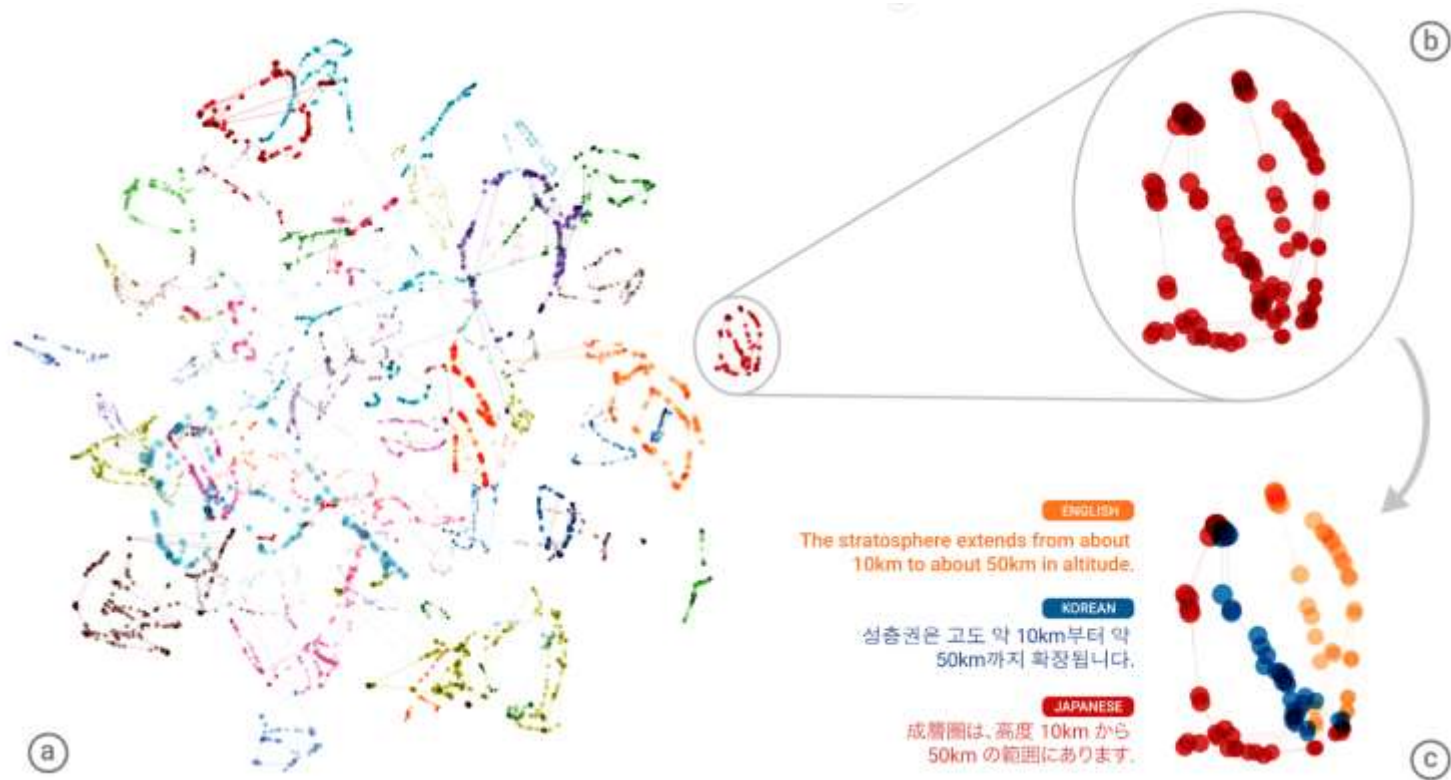 b
ENGLISH
The stratosphere extends from about
10km to about 50km in altitude.
KOREAN
성층권은 고도 약 10km부터 약
50km까지 확장됩니다.
JAPANESE
成層圏は、高度 10km から
50km の範囲にあります。
a
c